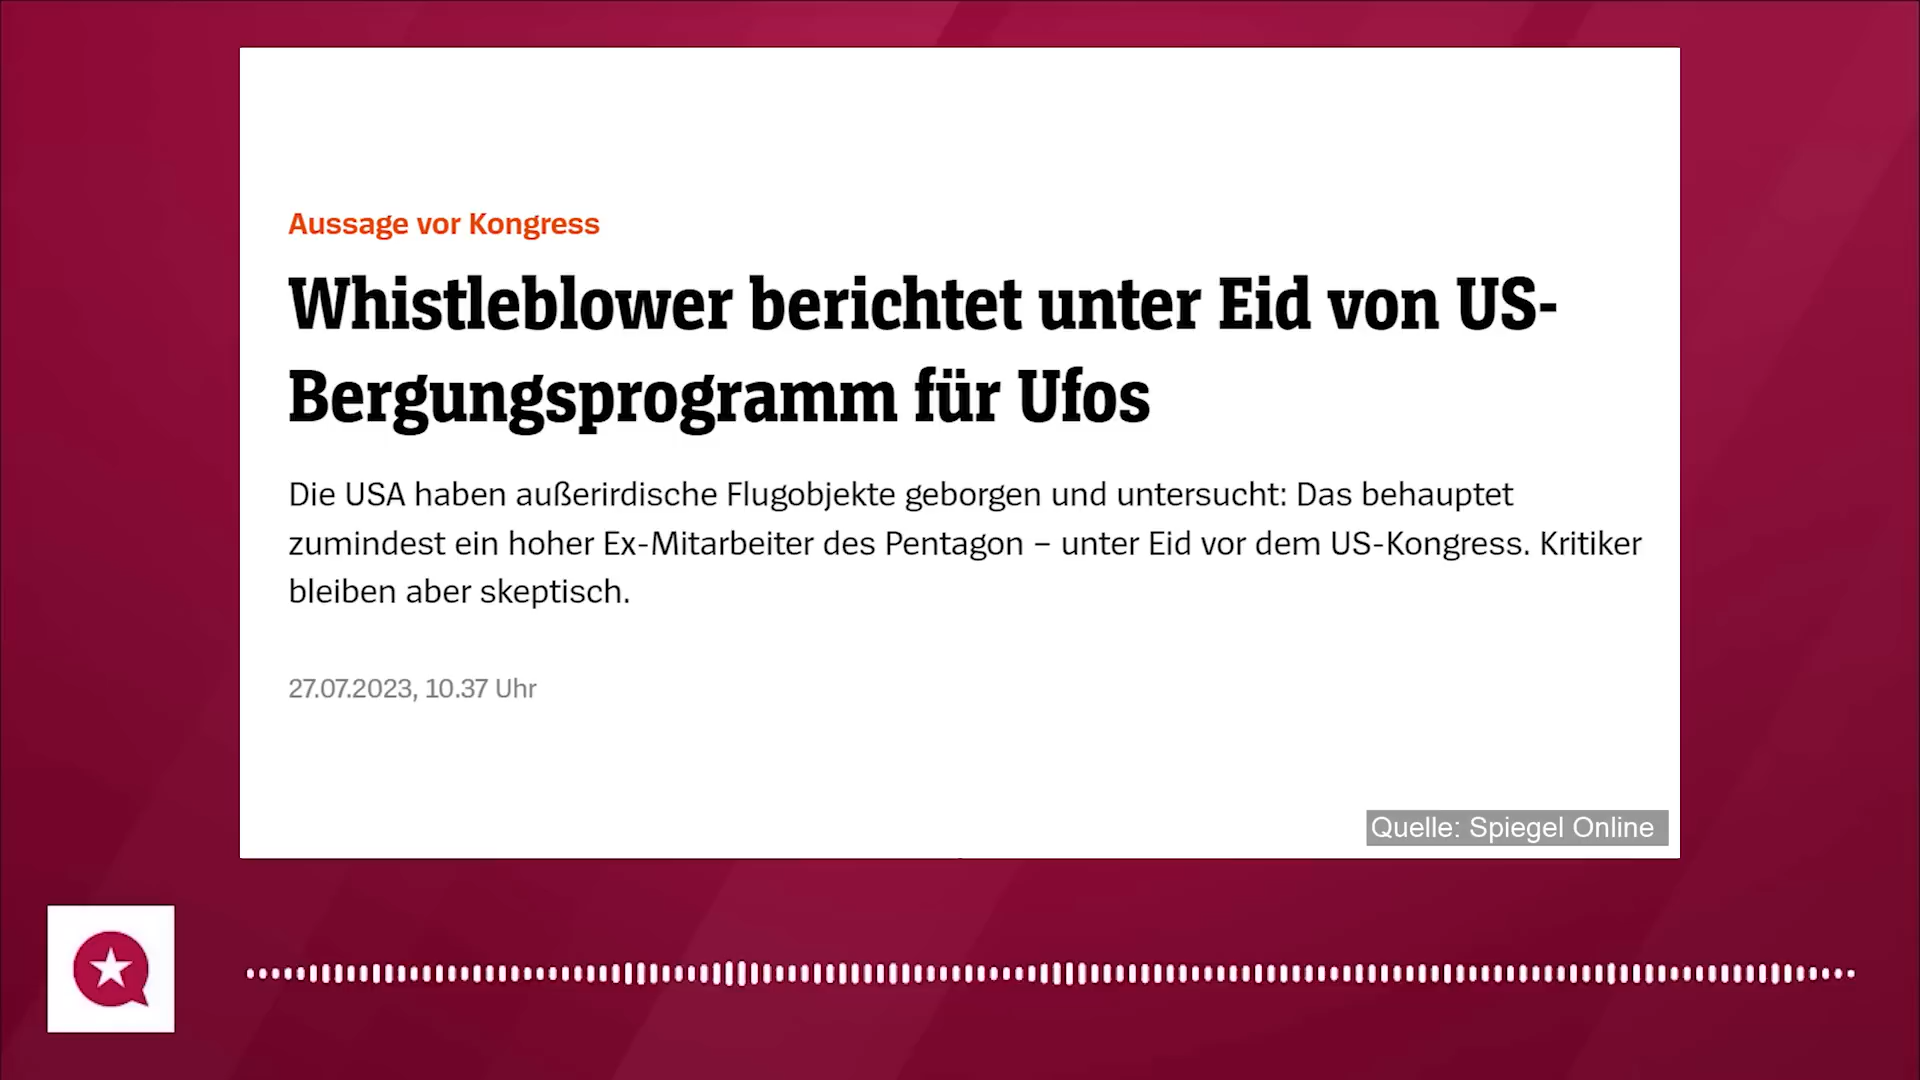 Aussage vor Kongress
Whistleblower berichtet unter Eid von US-
Bergungsprogramm für Ufos
Die USA haben außerirdische Flugobjekte geborgen und untersucht: Das behauptet
zumindest ein hoher Ex-Mitarbeiter des Pentagon – unter Eid vor dem US-Kongress. Kritiker
bleiben aber skeptisch.
27.07.2023, 10.37 Uhr
Quelle: Spiegel Online